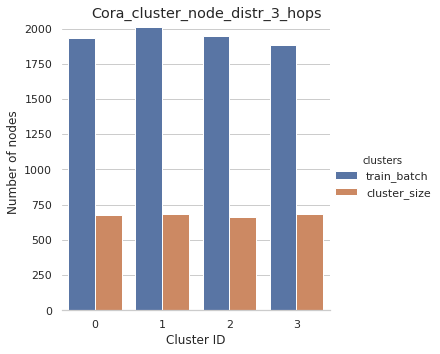 Cora_cluster_node_distr_3_hops
2000
1750
1500
1250
1000
750
500
250
0
Number of nodes
0 1 2 3
Cluster ID
clusters
train_batch
cluster_size